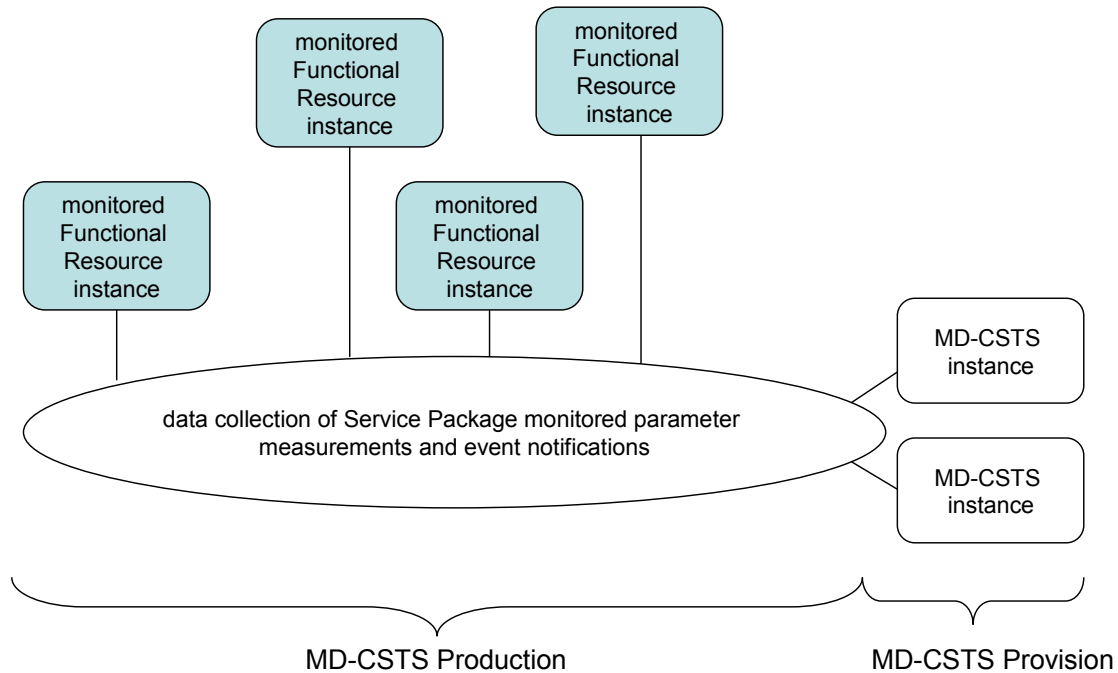 monitored
Functional
Resource
instance
monitored
Functional
Resource
instance
monitored
Functional
Resource
instance
monitored
Functional
Resource
instance
MD-CSTS
instance
data collection of Service Package monitored parameter
measurements and event notifications
MD-CSTS
instance
MD-CSTS Production
MD-CSTS Provision